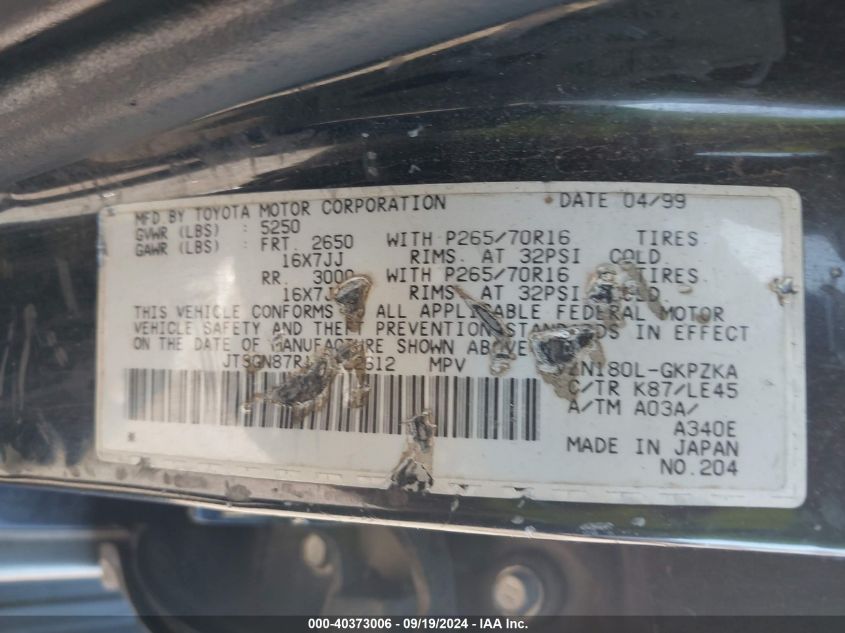 MFD BY TOYOTA MOTOR CORPORATION DATE 04/99
GVWR (LBS) : 5250
GAWR (LBS) : FRT. 2650 WITH P265/70R16 TIRES
16X7JJ RIMS. AT 32PSI COLD.
RR. 3000 WITH P265/70R16 TIRES
16X7JJ RIMS. AT 32PSI COLD.
THIS VEHICLE CONFORMS ALL APPLICABLE FEDERAL MOTOR
VEHICLE SAFETY AND THEFT PREVENTION STANDARDS IN EFFECT
ON THE DATE OF MANUFACTURE SHOWN ABOVE
MPV N180L-GKPZKA
C/TR K87/LE45
A/TM A03A/
A340E
MADE IN JAPAN
NO.204
000-40373006 - 09/19/2024 - IAA Inc.